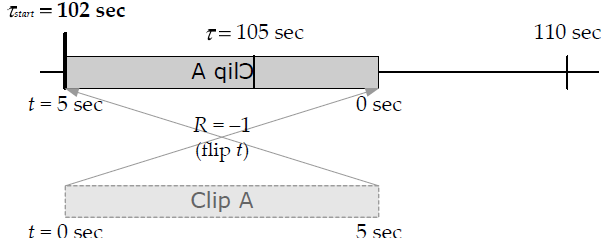 τstart = 102 sec
τ = 105 sec
110 sec
Clip A
t = 5 sec
0 sec
R = –1
(flip t)
Clip A
t = 0 sec
5 sec